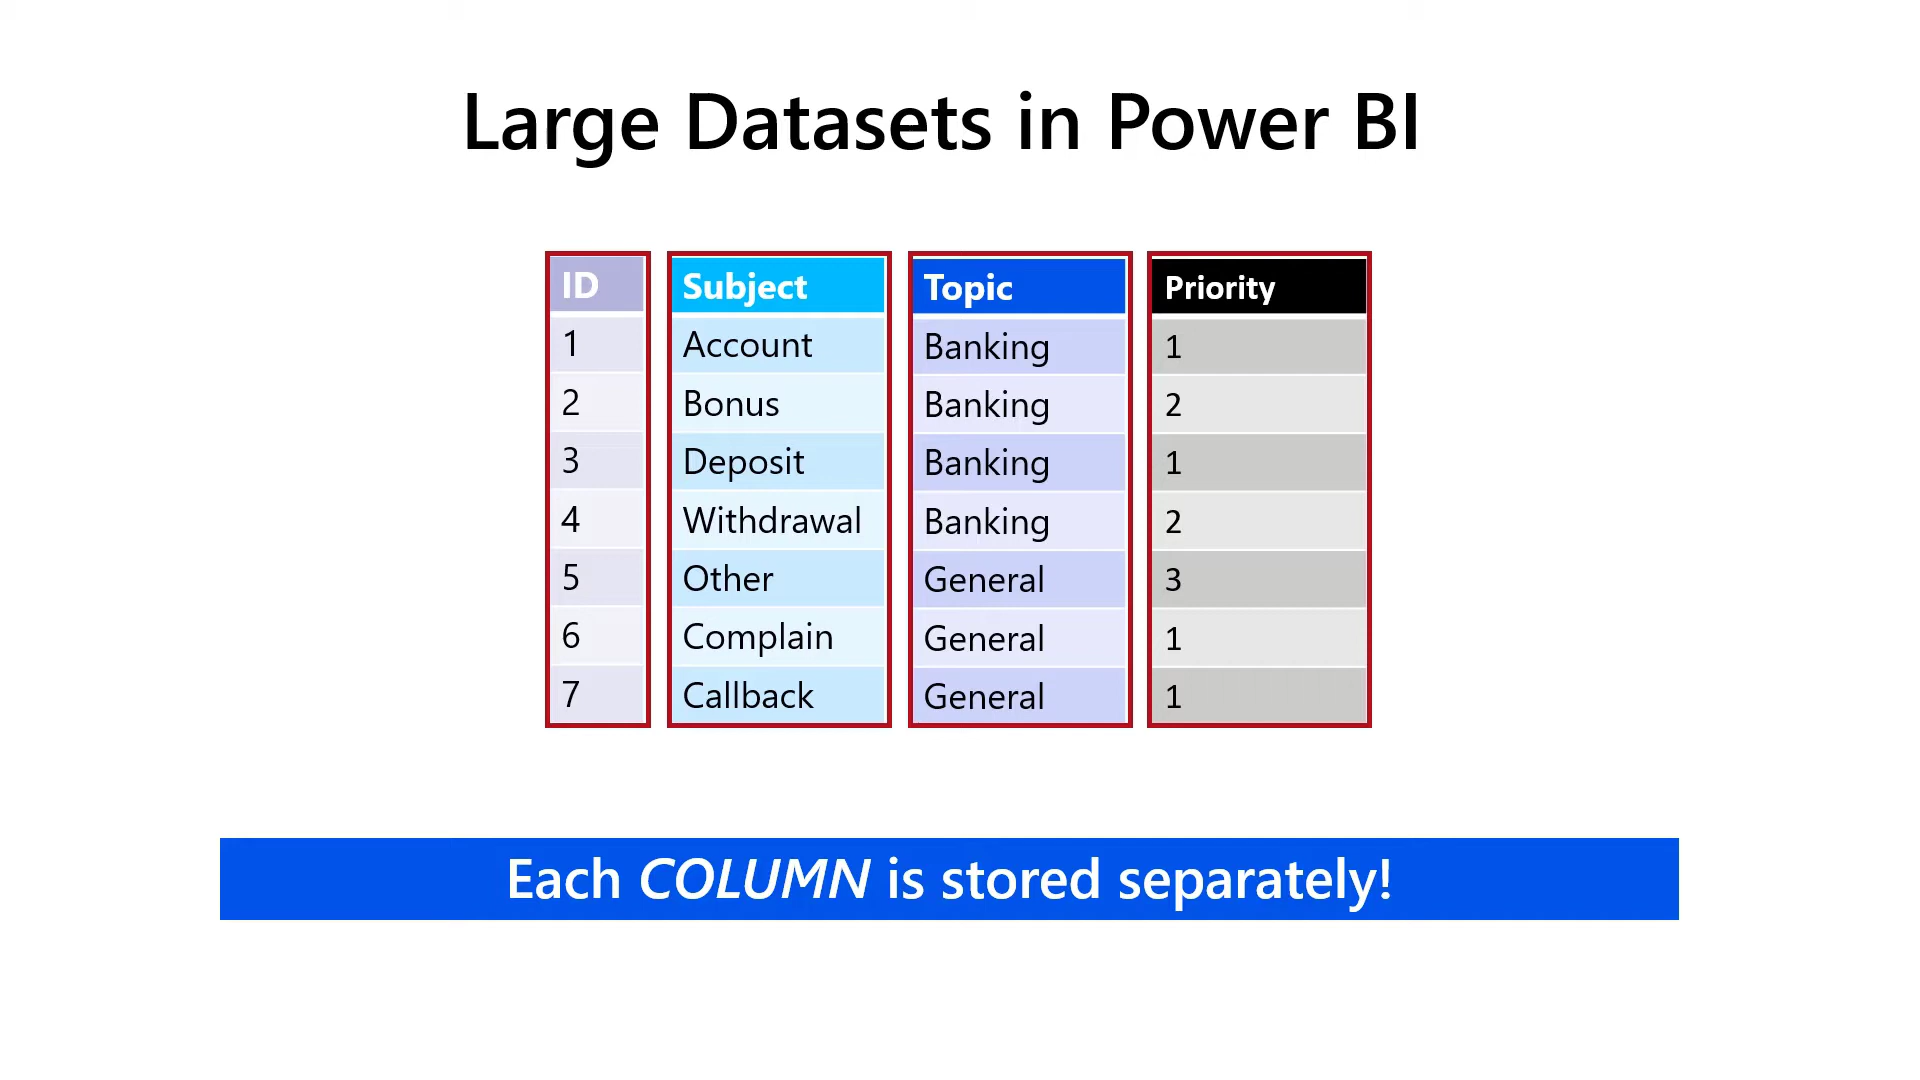 Large Datasets in Power BI
ID Subject Topic Priority
1 Account Banking 1
2 Bonus Banking 2
3 Deposit Banking 1
4 Withdrawal Banking 2
5 Other General 3
6 Complain General 1
7 Callback General 1
Each COLUMN is stored separately!